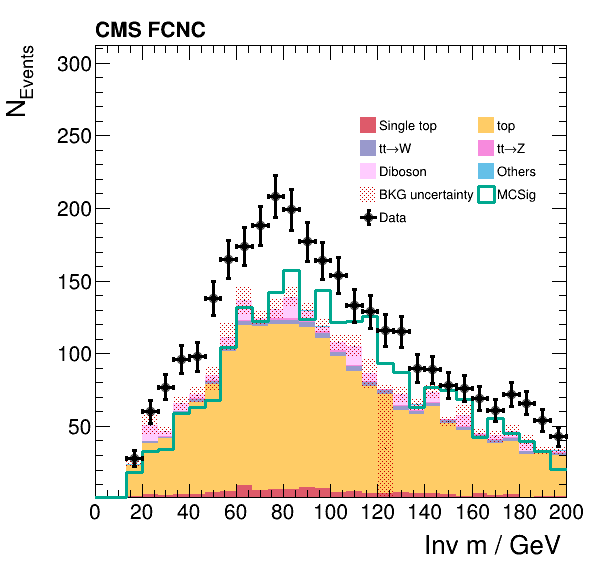 CMS FCNC
N_Events
300
250
200
150
100
50
Single top
top
tt→W
tt→Z
Diboson
Others
BKG uncertainty
MCSig
Data
0 20 40 60 80 100 120 140 160 180 200
Inv m / GeV